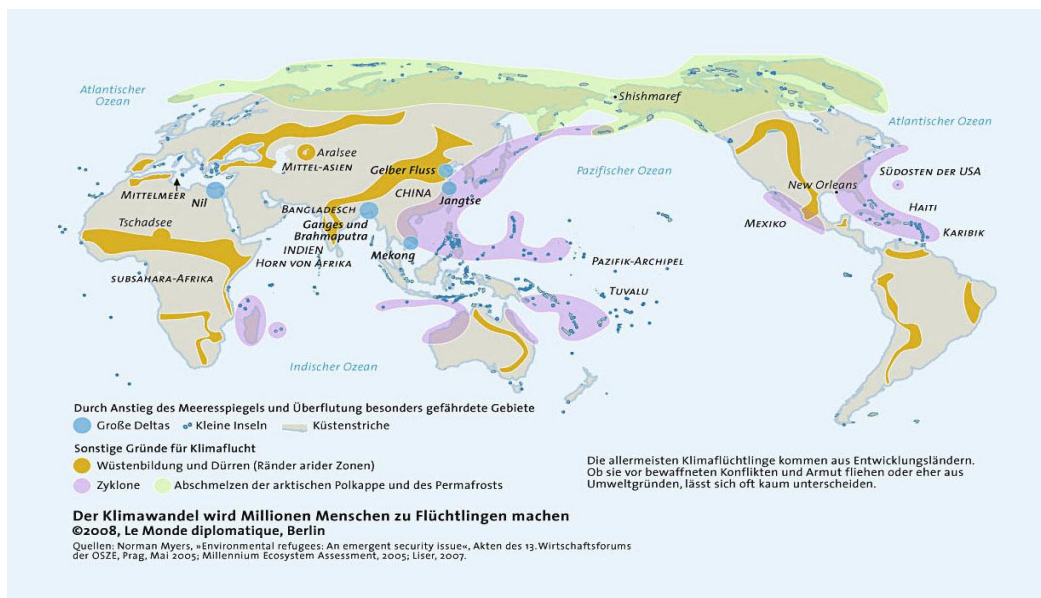 Atlantischer
Ozean
Shishmaref
Atlantischer Ozean
Aralsee
MITTEL-ASIEN
Gelber Fluss
Pazifischer Ozean
SÜDOSTEN DER USA
MITTELMEER
Nil
CHINA
Jangtse
New Orleans
Tschadsee
BANGLADESCH
Ganges und
Brahmaputra
HAITI
MEXIKO
KARIBIK
INDIEN
HORN VON AFRIKA
Mekong
PAZIFIK-ARCHIPEL
SUBSAHARA-AFRIKA
TUVALU
Indischer Ozean
Durch Anstieg des Meeresspiegels und Überflutung besonders gefährdete Gebiete
Große Deltas Kleine Inseln Küstenstriche
Sonstige Gründe für Klimaflucht
Wüstenbildung und Dürren (Ränder arider Zonen)
Zyklone Abschmelzen der arktischen Polkappe und des Permafrosts
Die allermeisten Klimaflüchtlinge kommen aus Entwicklungsländern.
Ob sie vor bewaffneten Konflikten und Armut fliehen oder eher aus
Umweltgründen, lässt sich oft kaum unterscheiden.
Der Klimawandel wird Millionen Menschen zu Flüchtlingen machen
©2008, Le Monde diplomatique, Berlin
Quellen: Norman Myers, »Environmental refugees: An emergent security issue«, Akten des 13. Wirtschaftsforums
der OSZE, Prag, Mai 2005; Millennium Ecosystem Assessment, 2005; Liser, 2007.